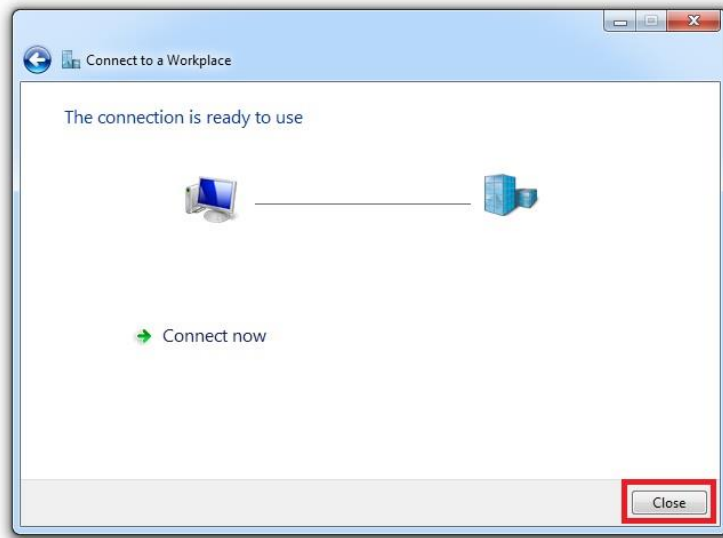 Connect to a Workplace
The connection is ready to use
Connect now
Close